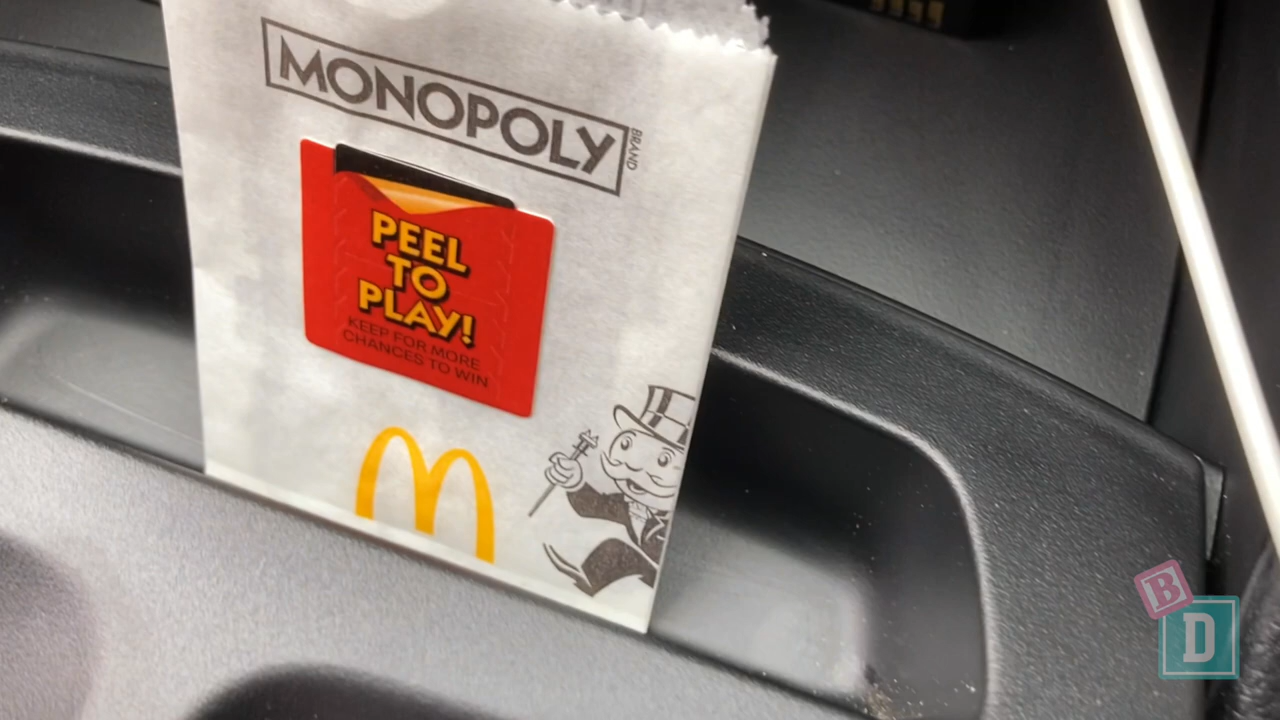 MONOPOLY
BRAND
PEEL
TO
PLAY!
KEEP FOR MORE
CHANCES TO WIN
M
B
D